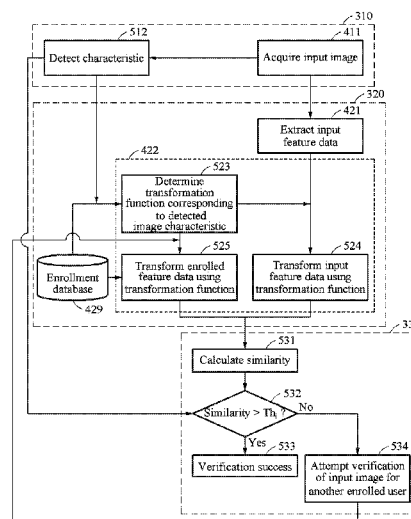 310
512
411
Detect characteristic
Acquire input image
320
421
Extract input
feature data
422
523
Determine
transformation
function corresponding
to detected
image characteristic
525
524
Enrollment
database
429
Transform enrolled
feature data using
transformation function
Transform input
feature data using
transformation function
531
Calculate similarity
532
Similarity > Thi ?
No
Yes
533
534
Verification success
Attempt verification
of input image for
another enrolled user